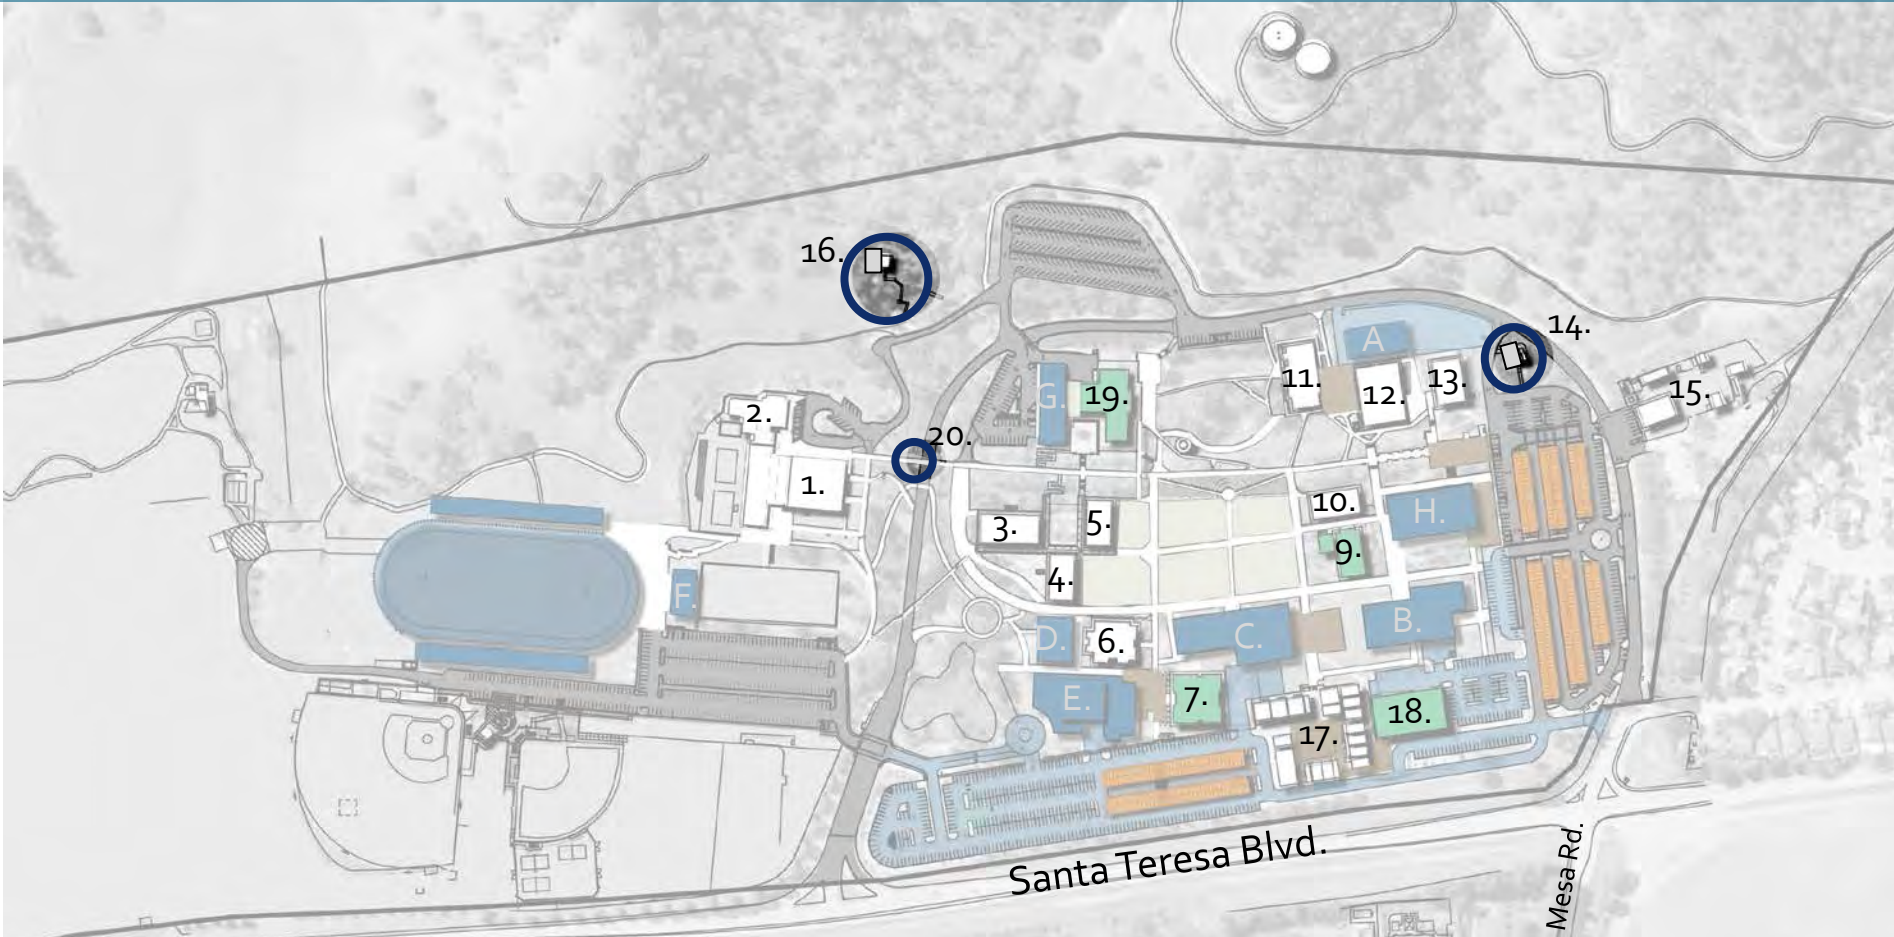 16.
14.
A
11.
12.
13.
15.
G.
19.
2.
20.
1.
3.
5.
10.
H.
9.
4.
F.
D.
6.
C.
B.
E.
7.
17.
18.
Santa Teresa Blvd.
Mesa Rd.